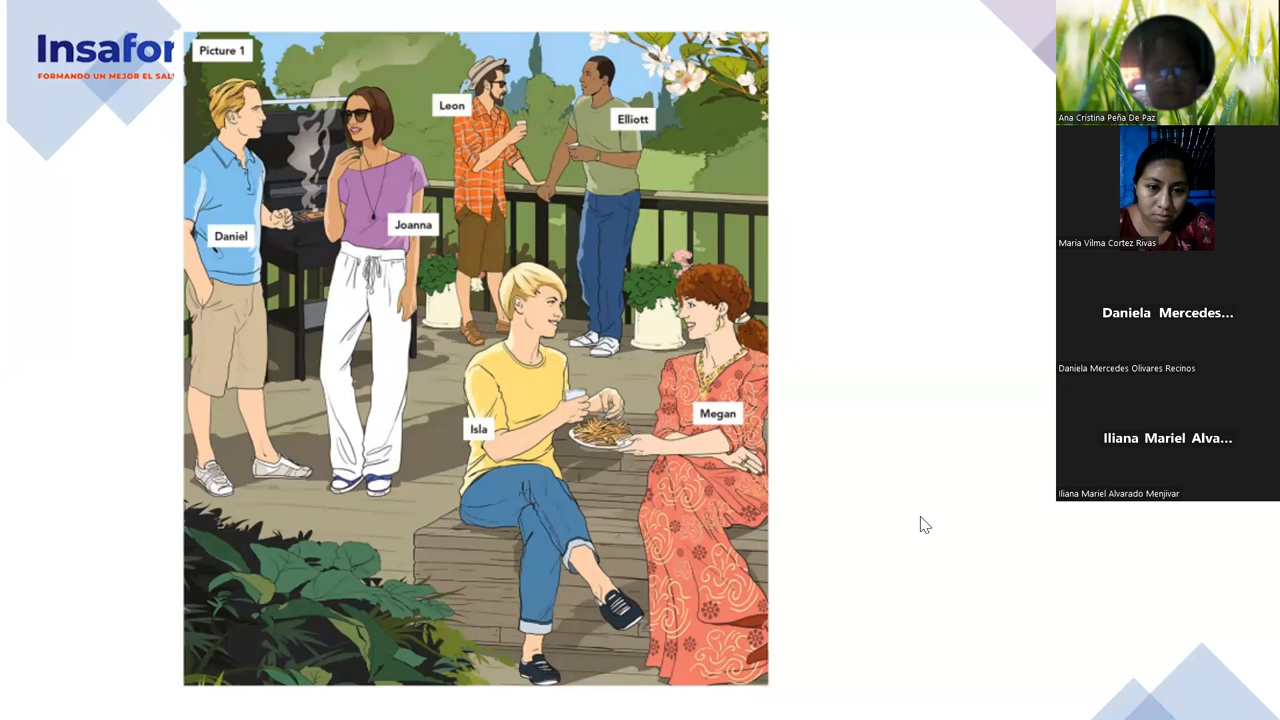 Insafor
FORMANDO UN MEJOR EL SAL
Picture 1
Leon
Elliott
Joanna
Daniel
Isla
Megan
Ana Cristina Peña De Paz
Maria Vilma Cortez Rivas
Daniela Mercedes...
Daniela Mercedes Olivares Recinos
Iliana Mariel Alva...
Iliana Mariel Alvarado Menjivar